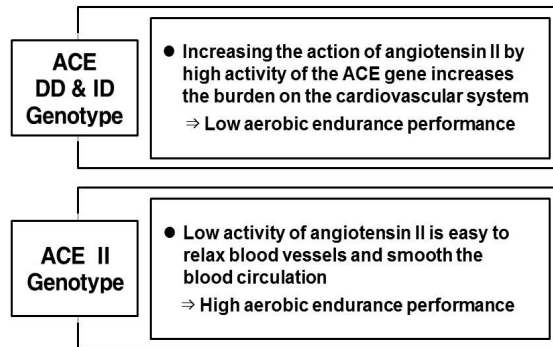 ACE
DD & ID
Genotype
● Increasing the action of angiotensin II by
high activity of the ACE gene increases
the burden on the cardiovascular system
⇒ Low aerobic endurance performance
ACE II
Genotype
● Low activity of angiotensin II is easy to
relax blood vessels and smooth the
blood circulation
⇒ High aerobic endurance performance